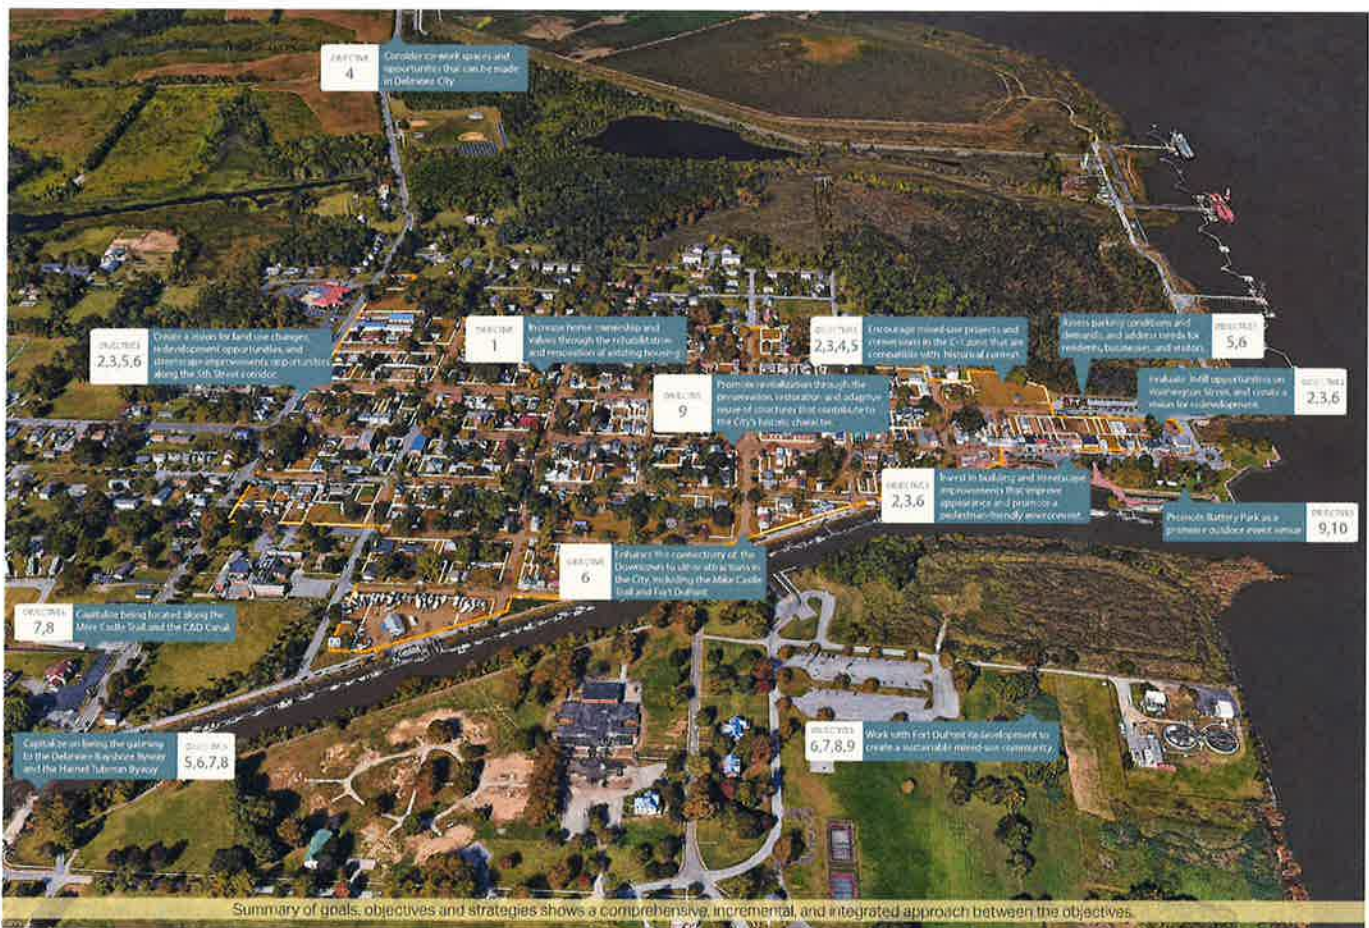 OBJECTIVE
4
Consider co-work spaces and
opportunities that can be made
in Delaware City
OBJECTIVES
2,3,5,6
Create a vision for land use changes,
redevelopment opportunities, and
streetscape improvements opportunities
along the 5th Street corridor.
OBJECTIVE
1
Increase home ownership and
values through the rehabilitation
and renovation of existing housing
OBJECTIVES
2,3,4,5
Encourage mixed-use projects and
conversions in the C-1 zone that are
compatible with historical context.
Assess parking conditions and
demands, and address needs for
residents, businesses, and visitors
OBJECTIVES
5,6
OBJECTIVE
9
Promote revitalization through the
preservation, restoration and adaptive
reuse of structures that contribute to
the City's historic character.
Evaluate infill opportunities on
Washington Street, and create a
vision for redevelopment.
OBJECTIVES
2,3,6
OBJECTIVES
2,3,6
Invest in building and streetscape
improvements that improve
appearance and promote a
pedestrian-friendly environment.
Promote Battery Park as a
premiere outdoor event venue
OBJECTIVES
9,10
OBJECTIVE
6
Enhance the connectivity of the
Downtown to other attractions in
the City, including the Mike Castle
Trail and Fort DuPont
OBJECTIVES
7,8
Capitalize being located along the
Mike Castle Trail and the C&D Canal
Capitalize on being the gateway
to the Delaware Bayshore Byway
and the Harriet Tubman Byway
OBJECTIVES
5,6,7,8
OBJECTIVES
6,7,8,9
Work with Fort DuPont Redevelopment to
create a sustainable mixed-use community
Summary of goals, objectives and strategies shows a comprehensive, incremental, and integrated approach between the objectives.